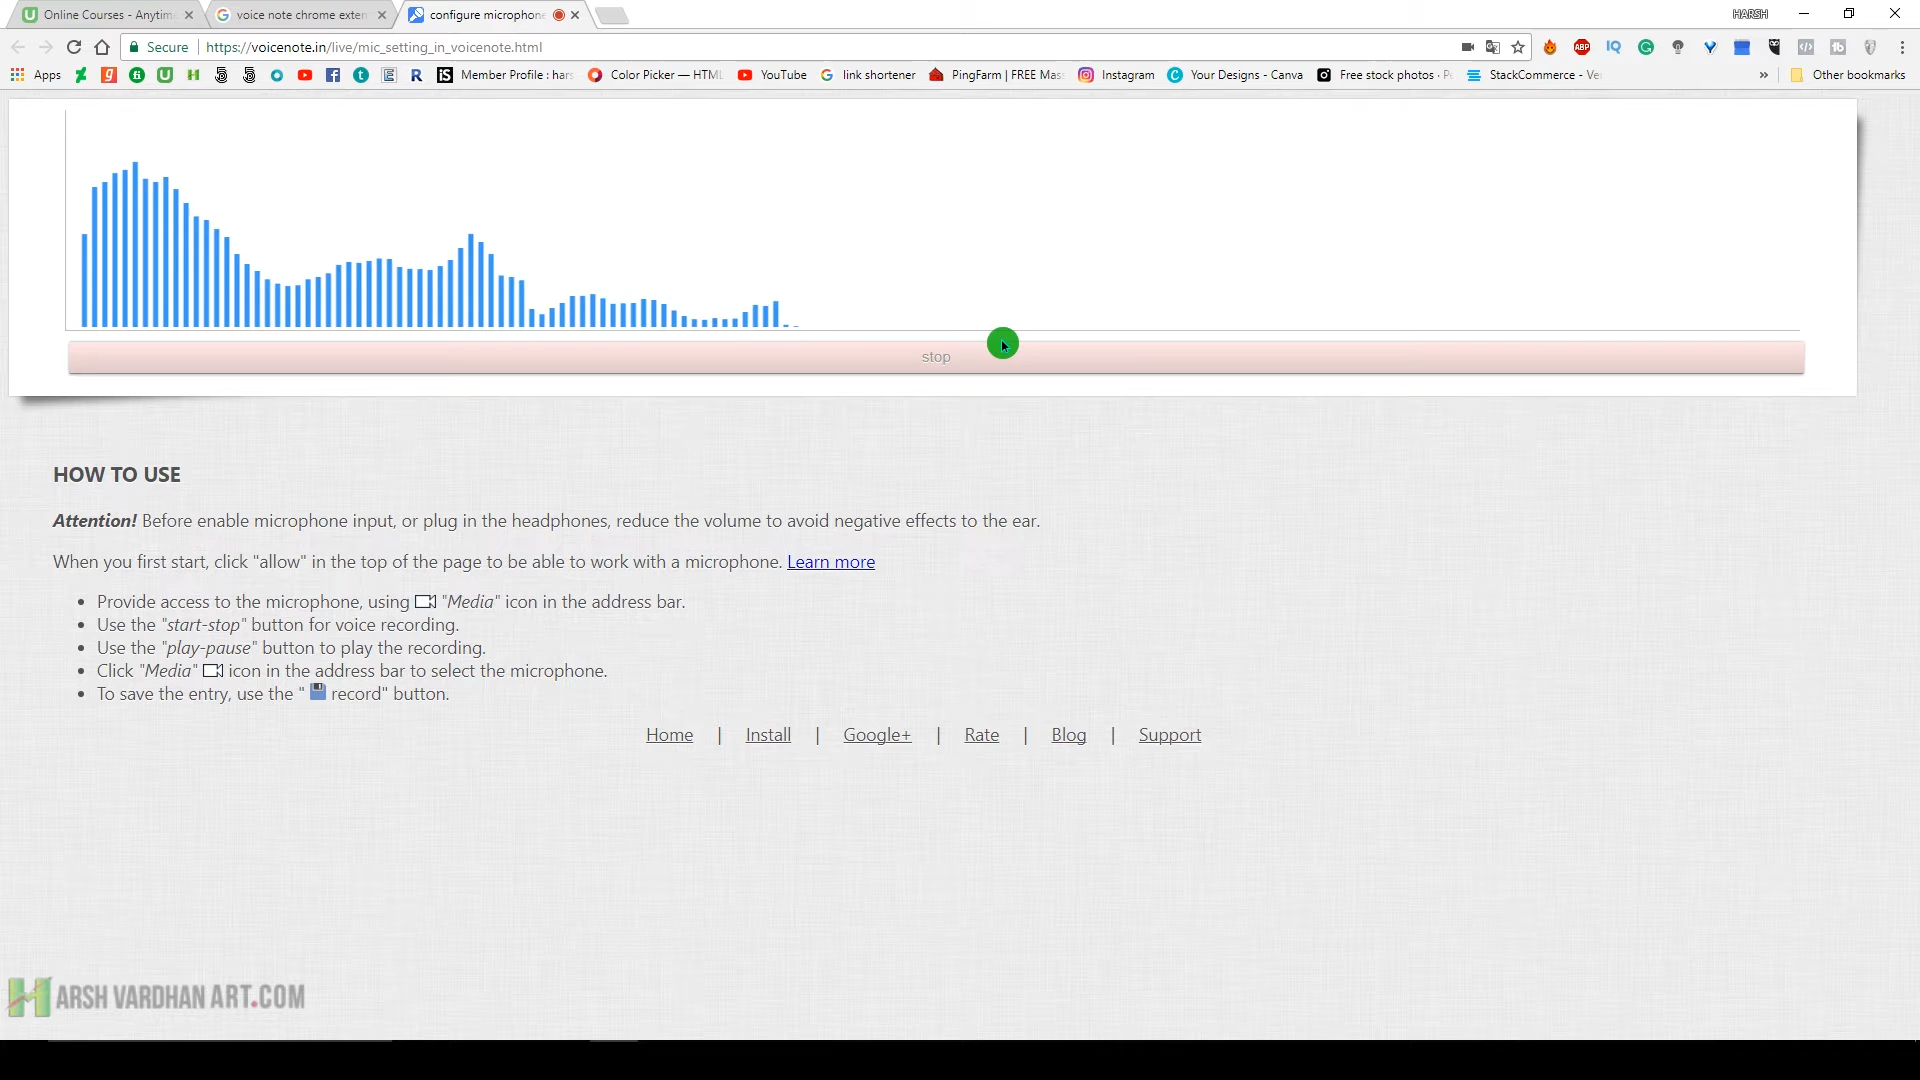 Online Courses - Anytim
voice note chrome exten
configure microphone
HARSH
Secure
https://voicenote.in/live/mic_setting_in_voicenote.html
Apps
Member Profile : hars
Color Picker — HTML
YouTube
link shortener
PingFarm | FREE Mas
Instagram
Your Designs - Canva
Free stock photos · P
StackCommerce - Ve
» Other bookmarks
stop
HOW TO USE
Attention! Before enable microphone input, or plug in the headphones, reduce the volume to avoid negative effects to the ear.
When you first start, click "allow" in the top of the page to be able to work with a microphone. Learn more
• Provide access to the microphone, using "Media" icon in the address bar.
• Use the "start-stop" button for voice recording.
• Use the "play-pause" button to play the recording.
• Click "Media" icon in the address bar to select the microphone.
• To save the entry, use the " record" button.
Home | Install | Google+ | Rate | Blog | Support
HARSH VARDHAN ART.COM